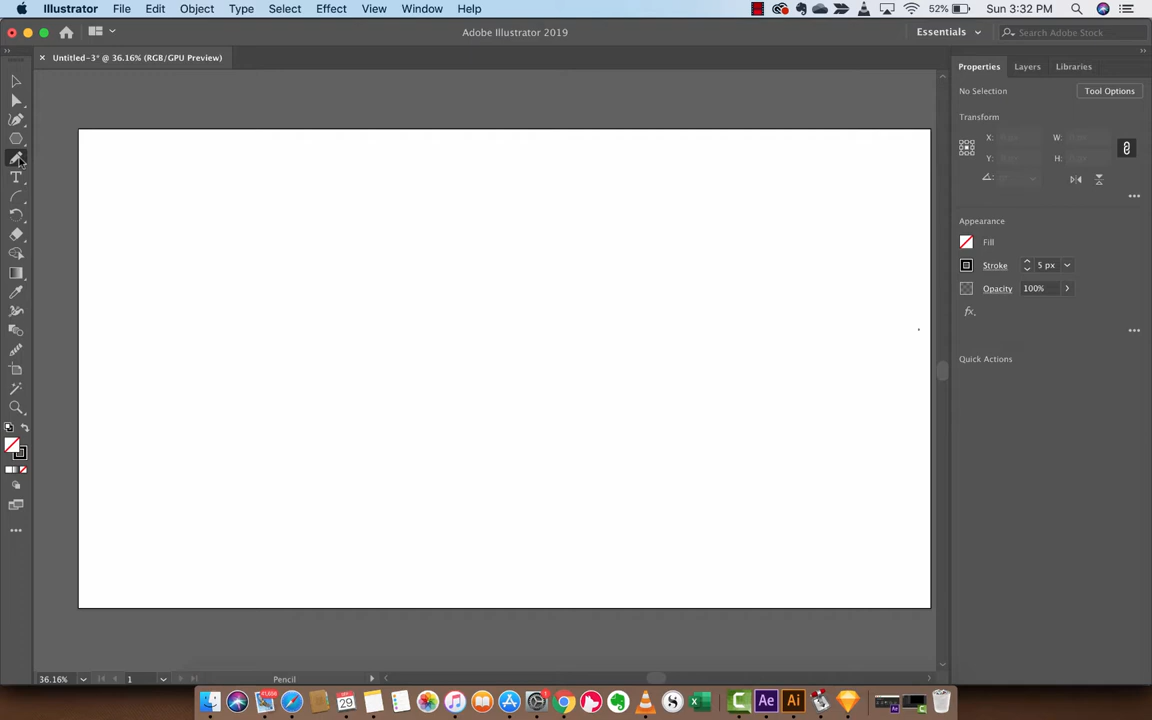 Illustrator File Edit Object Type Select Effect View Window Help
52% Sun 3:32 PM
Adobe Illustrator 2019
Essentials
Search Adobe Stock
Untitled-3* @ 36.16% (RGB/GPU Preview)
Properties Layers Libraries
No Selection
Tool Options
Transform
X: W:
Y: H:
Appearance
Fill
Stroke 5 px
Opacity 100%
fx.
Quick Actions
36.16% 1 Pencil
Ae Ai